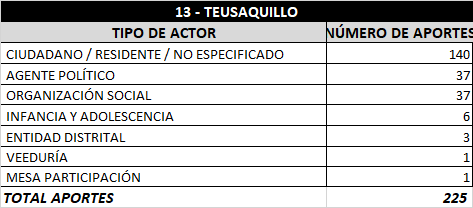 13 - TEUSAQUILLO
TIPO DE ACTOR NÚMERO DE APORTES
CIUDADANO / RESIDENTE / NO ESPECIFICADO 140
AGENTE POLÍTICO 37
ORGANIZACIÓN SOCIAL 37
INFANCIA Y ADOLESCENCIA 6
ENTIDAD DISTRITAL 3
VEEDURÍA 1
MESA PARTICIPACIÓN 1
TOTAL APORTES 225